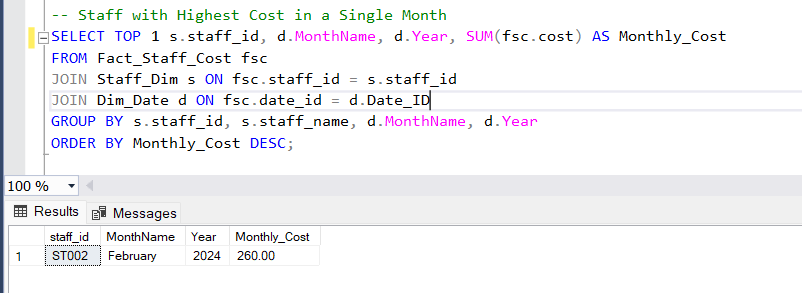 -- Staff with Highest Cost in a Single Month
SELECT TOP 1 s.staff_id, d.MonthName, d.Year, SUM(fsc.cost) AS Monthly_Cost
FROM Fact_Staff_Cost fsc
JOIN Staff_Dim s ON fsc.staff_id = s.staff_id
JOIN Dim_Date d ON fsc.date_id = d.Date_ID
GROUP BY s.staff_id, s.staff_name, d.MonthName, d.Year
ORDER BY Monthly_Cost DESC;
100 %
Results Messages
staff_id MonthName Year Monthly_Cost
1 ST002 February 2024 260.00